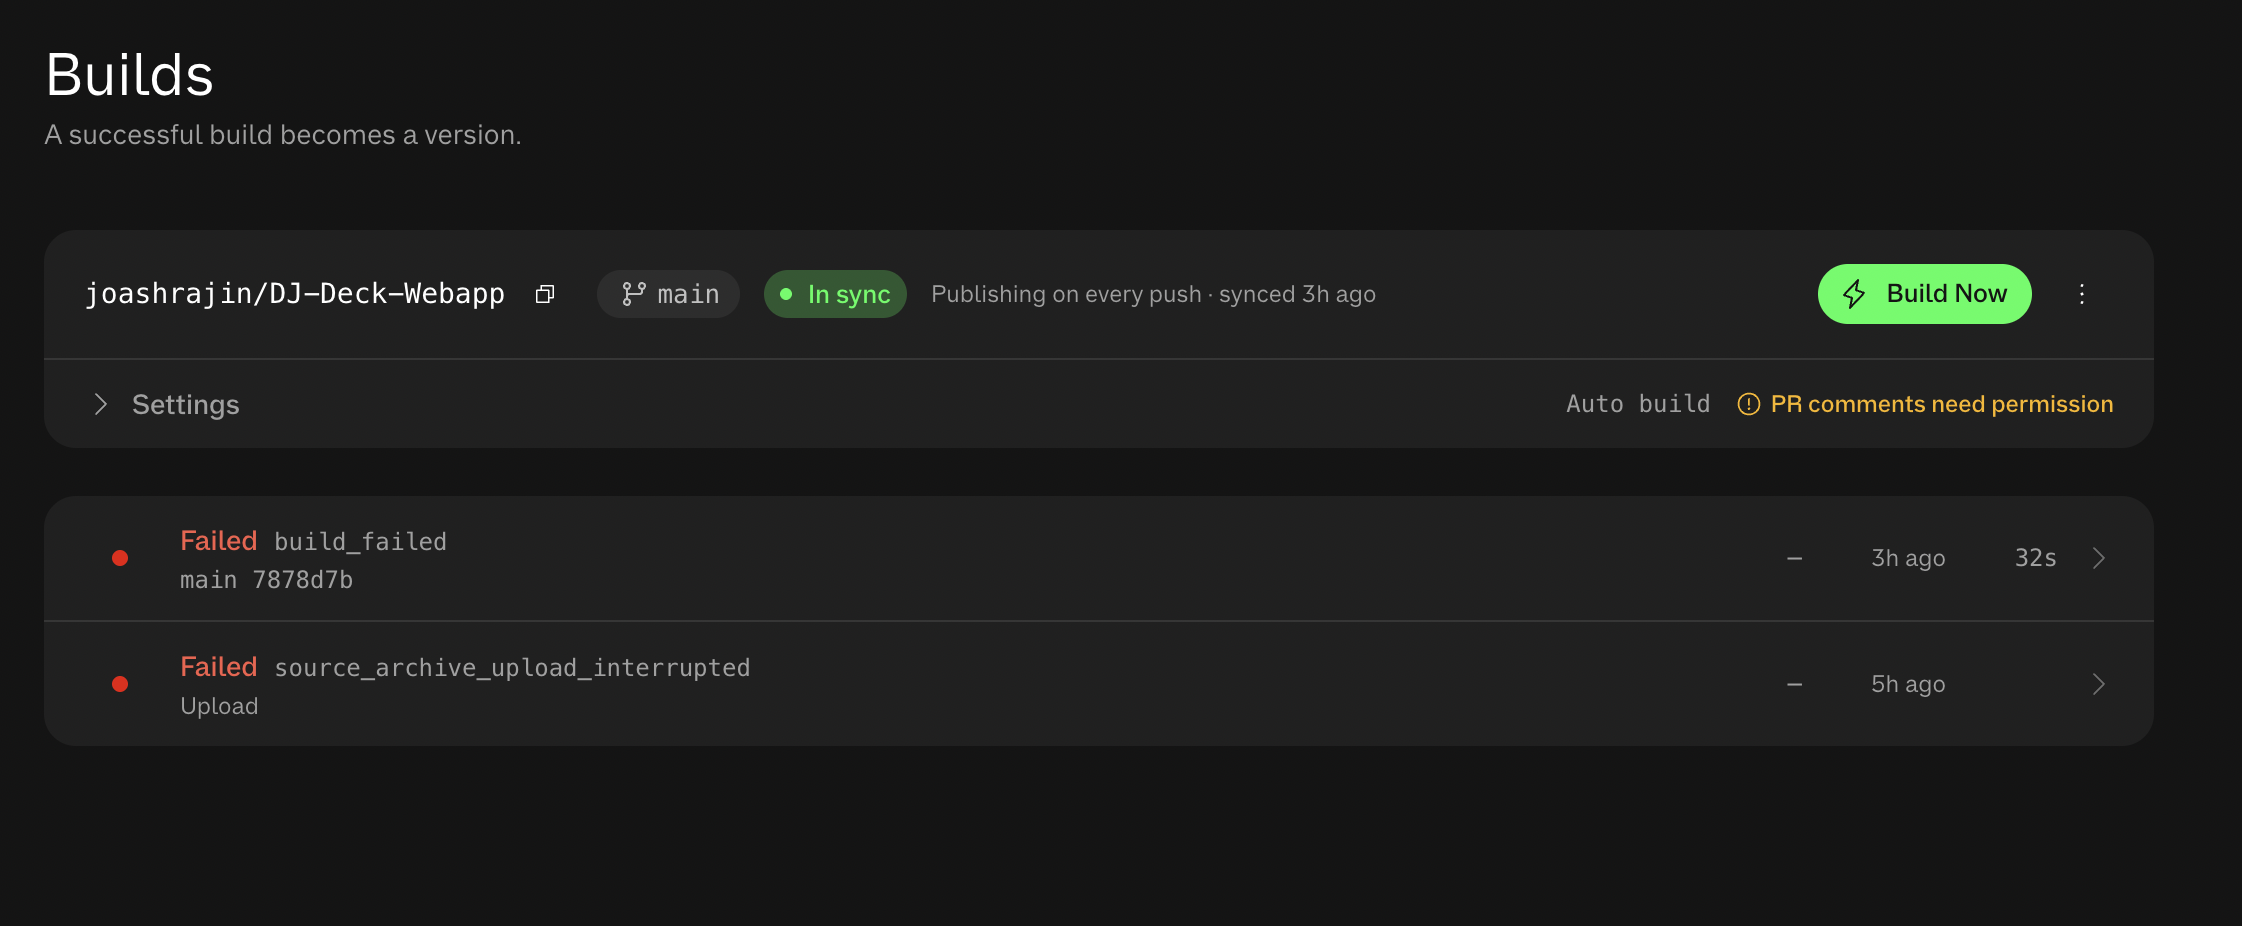 Builds
A successful build becomes a version.
joashrajin/DJ-Deck-Webapp main In sync Publishing on every push · synced 3h ago Build Now
Settings Auto build PR comments need permission
Failed build_failed
main 7878d7b
– 3h ago 32s
Failed source_archive_upload_interrupted
Upload
– 5h ago